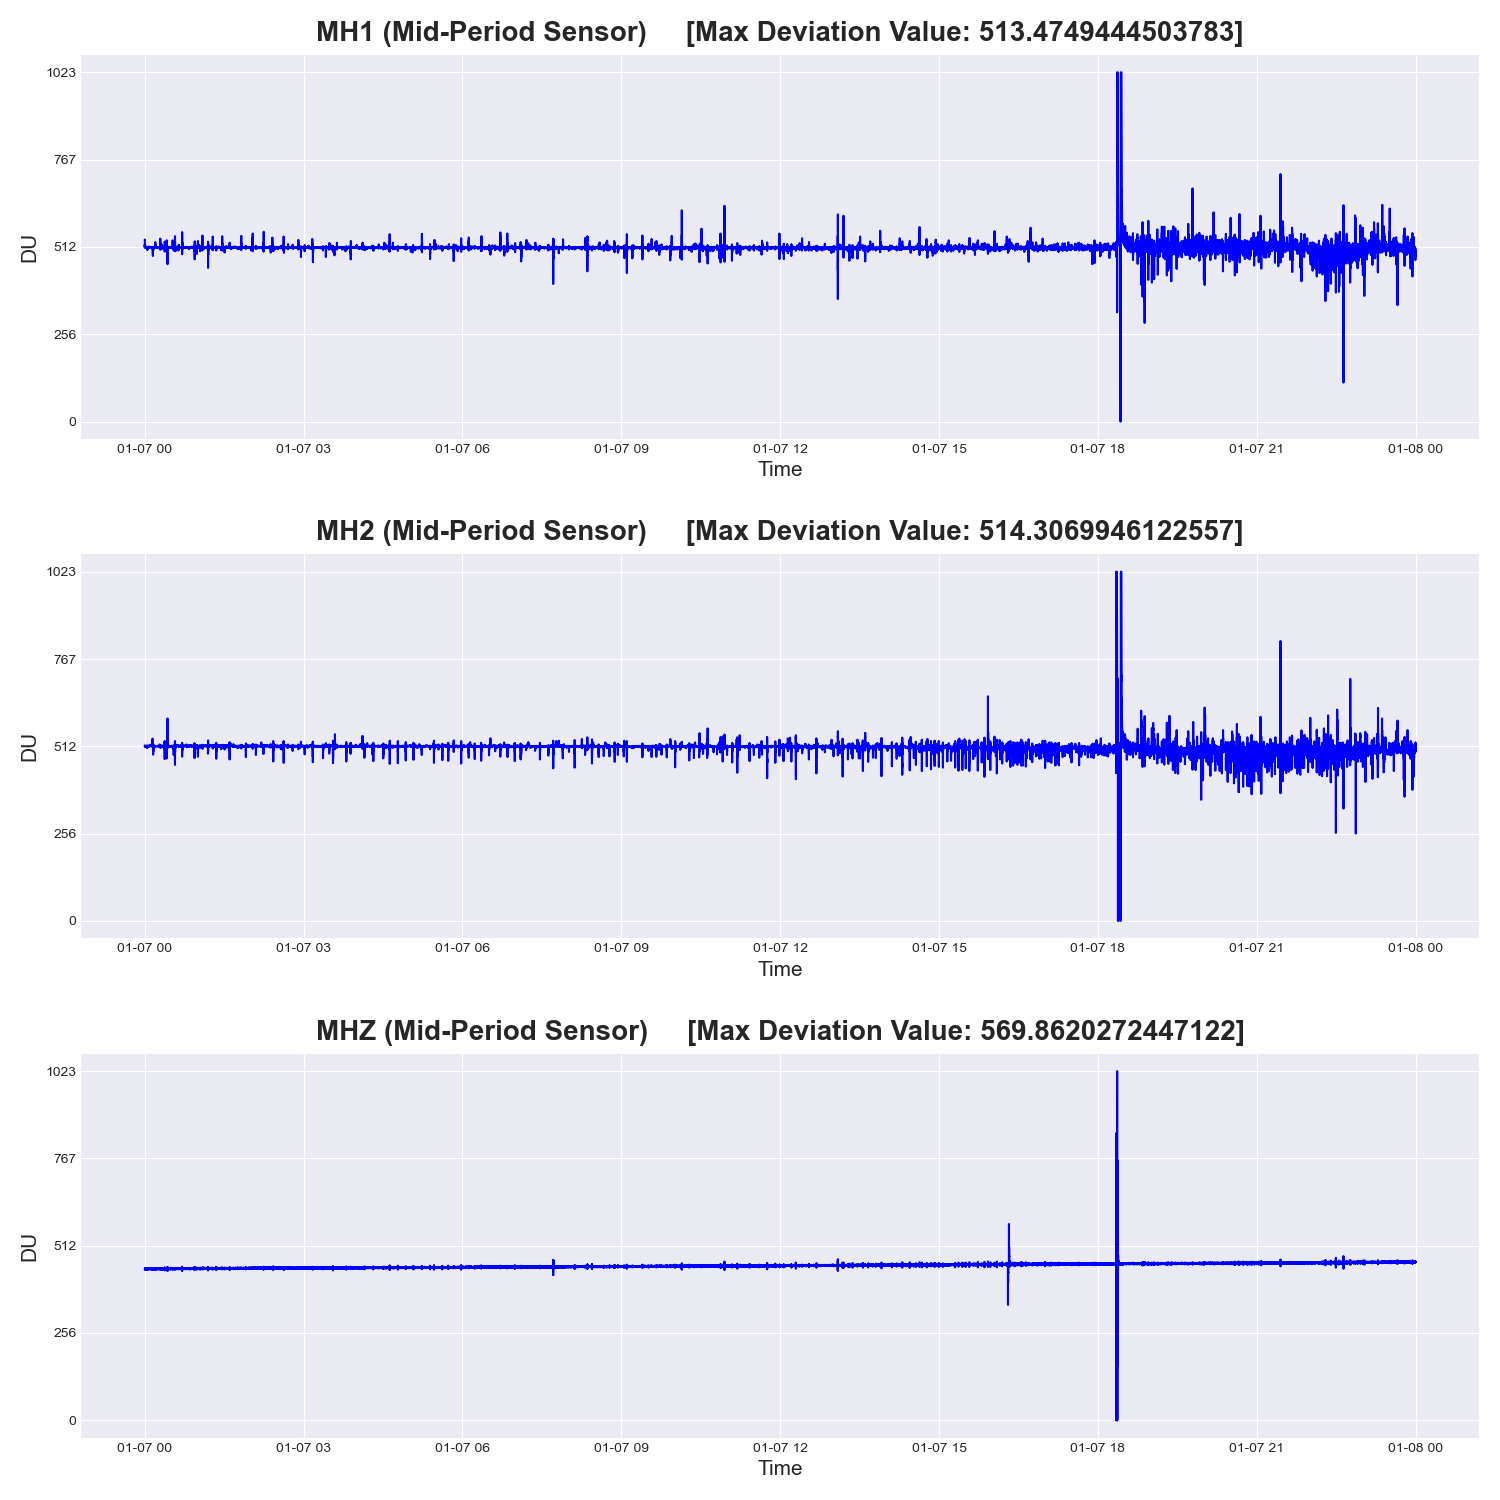 MH1 (Mid-Period Sensor) [Max Deviation Value: 513.4749444503783]
1023
767
512
256
0
DU
01-07 00 01-07 03 01-07 06 01-07 09 01-07 12 01-07 15 01-07 18 01-07 21 01-08 00
Time
MH2 (Mid-Period Sensor) [Max Deviation Value: 514.3069946122557]
1023
767
512
256
0
DU
01-07 00 01-07 03 01-07 06 01-07 09 01-07 12 01-07 15 01-07 18 01-07 21 01-08 00
Time
MHZ (Mid-Period Sensor) [Max Deviation Value: 569.8620272447122]
1023
767
512
256
0
DU
01-07 00 01-07 03 01-07 06 01-07 09 01-07 12 01-07 15 01-07 18 01-07 21 01-08 00
Time